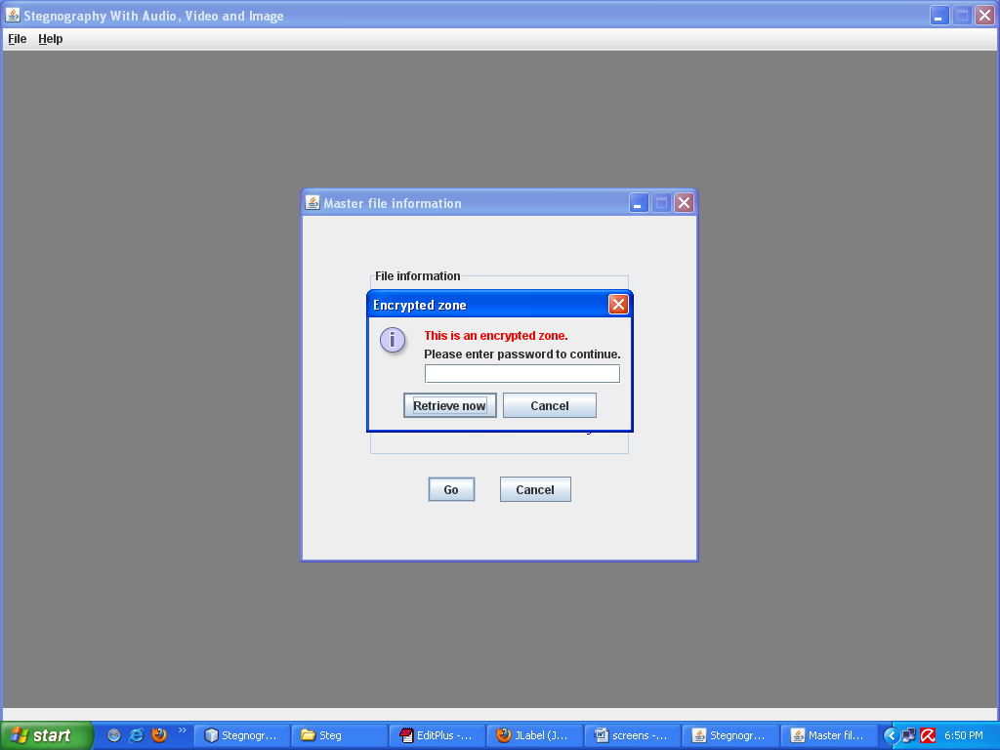 Stegnography With Audio, Video and Image
File Help
Master file information
File information
Encrypted zone
This is an encrypted zone.
Please enter password to continue.
Retrieve now Cancel
Go Cancel
start Stegnogr... Steg EditPlus -... JLabel (J... screens -... Stegnogr... Master fil... 6:50 PM